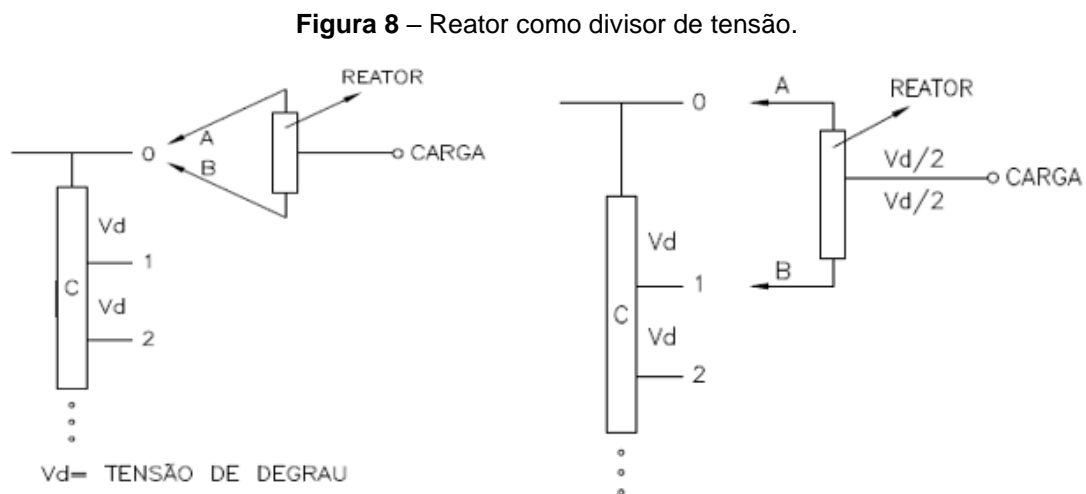 Figura 8 – Reator como divisor de tensão.
REATOR
0
A
B
CARGA
Vd
1
C
Vd
2
Vd= TENSÃO DE DEGRAU
A
REATOR
0
Vd/2
CARGA
Vd/2
Vd
B
1
C
Vd
2